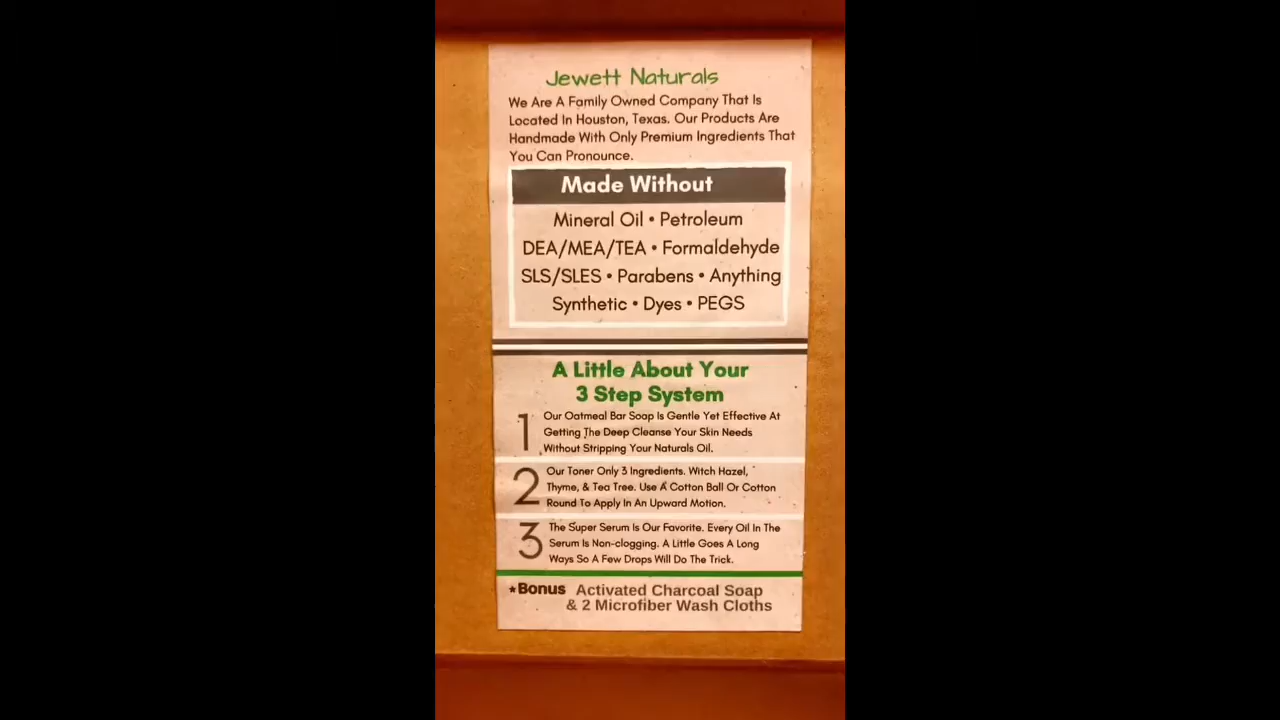 Jewett Naturals
We Are A Family Owned Company That Is
Located In Houston, Texas. Our Products Are
Handmade With Only Premium Ingredients That
You Can Pronounce.
Made Without
Mineral Oil • Petroleum
DEA/MEA/TEA • Formaldehyde
SLS/SLES • Parabens • Anything
Synthetic • Dyes • PEGS
A Little About Your
3 Step System
1 Our Oatmeal Bar Soap Is Gentle Yet Effective At
Getting The Deep Cleanse Your Skin Needs
Without Stripping Your Naturals Oil.
2 Our Toner Only 3 Ingredients. Witch Hazel,
Thyme, & Tea Tree. Use A Cotton Ball Or Cotton
Round To Apply In An Upward Motion.
3 The Super Serum Is Our Favorite. Every Oil In The
Serum Is Non-clogging. A Little Goes A Long
Ways So A Few Drops Will Do The Trick.
★Bonus Activated Charcoal Soap
& 2 Microfiber Wash Cloths